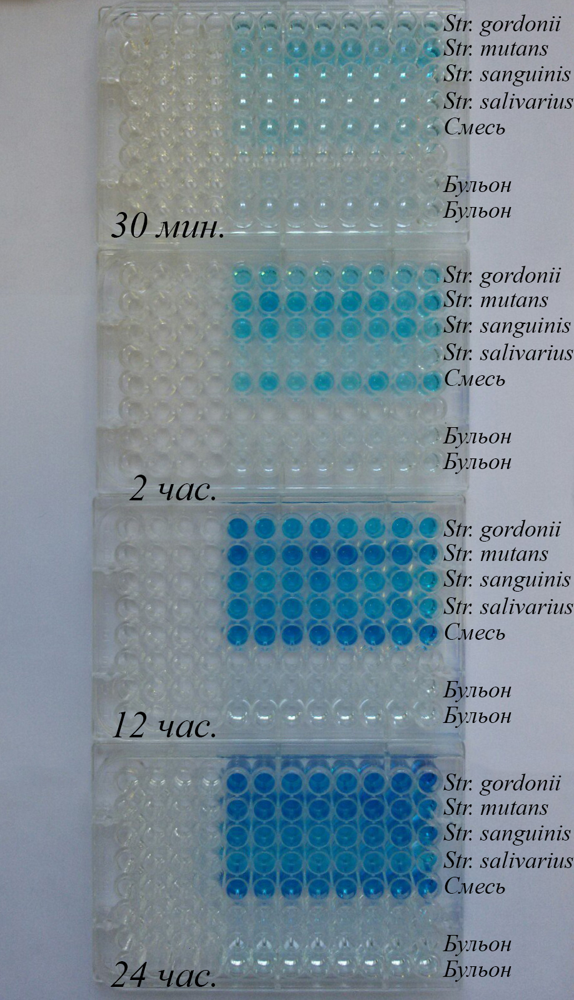 Str. gordonii
Str. mutans
Str. sanguinis
Str. salivarius
Смесь
Бульон
Бульон
30 мин.
Str. gordonii
Str. mutans
Str. sanguinis
Str. salivarius
Смесь
Бульон
Бульон
2 час.
Str. gordonii
Str. mutans
Str. sanguinis
Str. salivarius
Смесь
Бульон
Бульон
12 час.
Str. gordonii
Str. mutans
Str. sanguinis
Str. salivarius
Смесь
Бульон
Бульон
24 час.